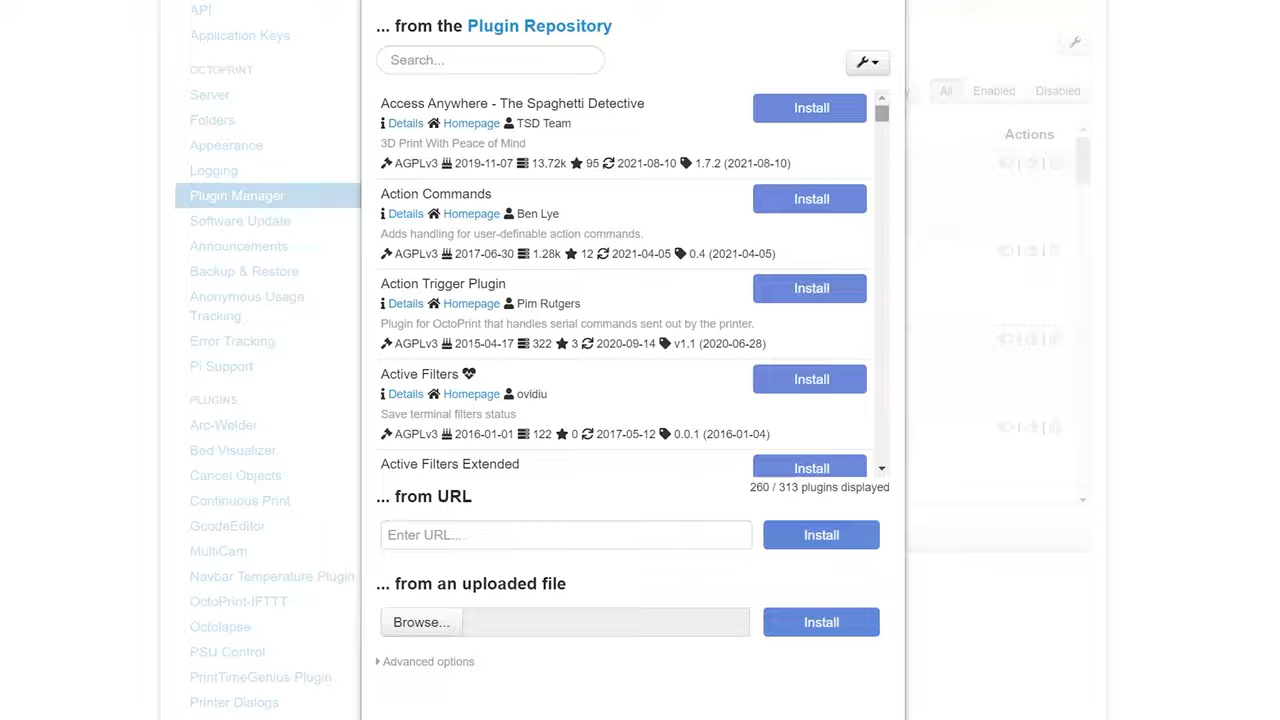 API
Application Keys
OCTOPRINT
Server
Folders
Appearance
Logging
Plugin Manager
Software Update
Announcements
Backup & Restore
Anonymous Usage
Tracking
Error Tracking
Pi Support
PLUGINS
Arc-Welder
Bed Visualizer
Cancel Objects
Continuous Print
GcodeEditor
MultiCam
Navbar Temperature Plugin
OctoPrint-IFTTT
Octolapse
PSU Control
PrintTimeGenius Plugin
Printer Dialogs
... from the Plugin Repository
Search...
Access Anywhere - The Spaghetti Detective
Install
Details Homepage TSD Team
3D Print With Peace of Mind
AGPLv3 2019-11-07 13.72k 95 2021-08-10 1.7.2 (2021-08-10)
Action Commands
Install
Details Homepage Ben Lye
Adds handling for user-definable action commands.
AGPLv3 2017-06-30 1.28k 12 2021-04-05 0.4 (2021-04-05)
Action Trigger Plugin
Install
Details Homepage Pim Rutgers
Plugin for OctoPrint that handles serial commands sent out by the printer.
AGPLv3 2015-04-17 322 3 2020-09-14 v1.1 (2020-06-28)
Active Filters
Install
Details Homepage ovidiu
Save terminal filters status
AGPLv3 2016-01-01 122 0 2017-05-12 0.0.1 (2016-01-04)
Active Filters Extended
Install
260 / 313 plugins displayed
... from URL
Enter URL...
Install
... from an uploaded file
Browse...
Install
Advanced options
All Enabled Disabled
Actions